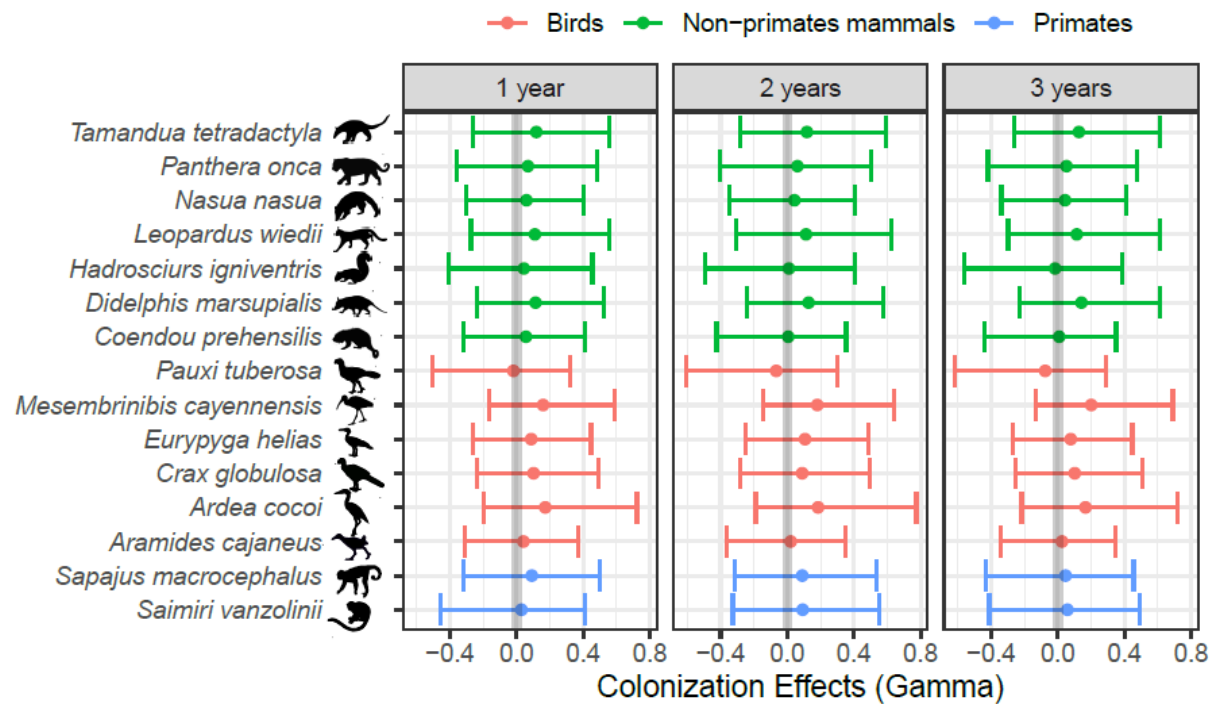 Birds Non−primates mammals Primates
1 year 2 years 3 years
Tamandua tetradactyla
Panthera onca
Nasua nasua
Leopardus wiedii
Hadrosciurs igniventris
Didelphis marsupialis
Coendou prehensilis
Pauxi tuberosa
Mesembrinibis cayennensis
Eurypyga helias
Crax globulosa
Ardea cocoi
Aramides cajaneus
Sapajus macrocephalus
Saimiri vanzolinii
−0.4 0.0 0.4 0.8 −0.4 0.0 0.4 0.8 −0.4 0.0 0.4 0.8
Colonization Effects (Gamma)